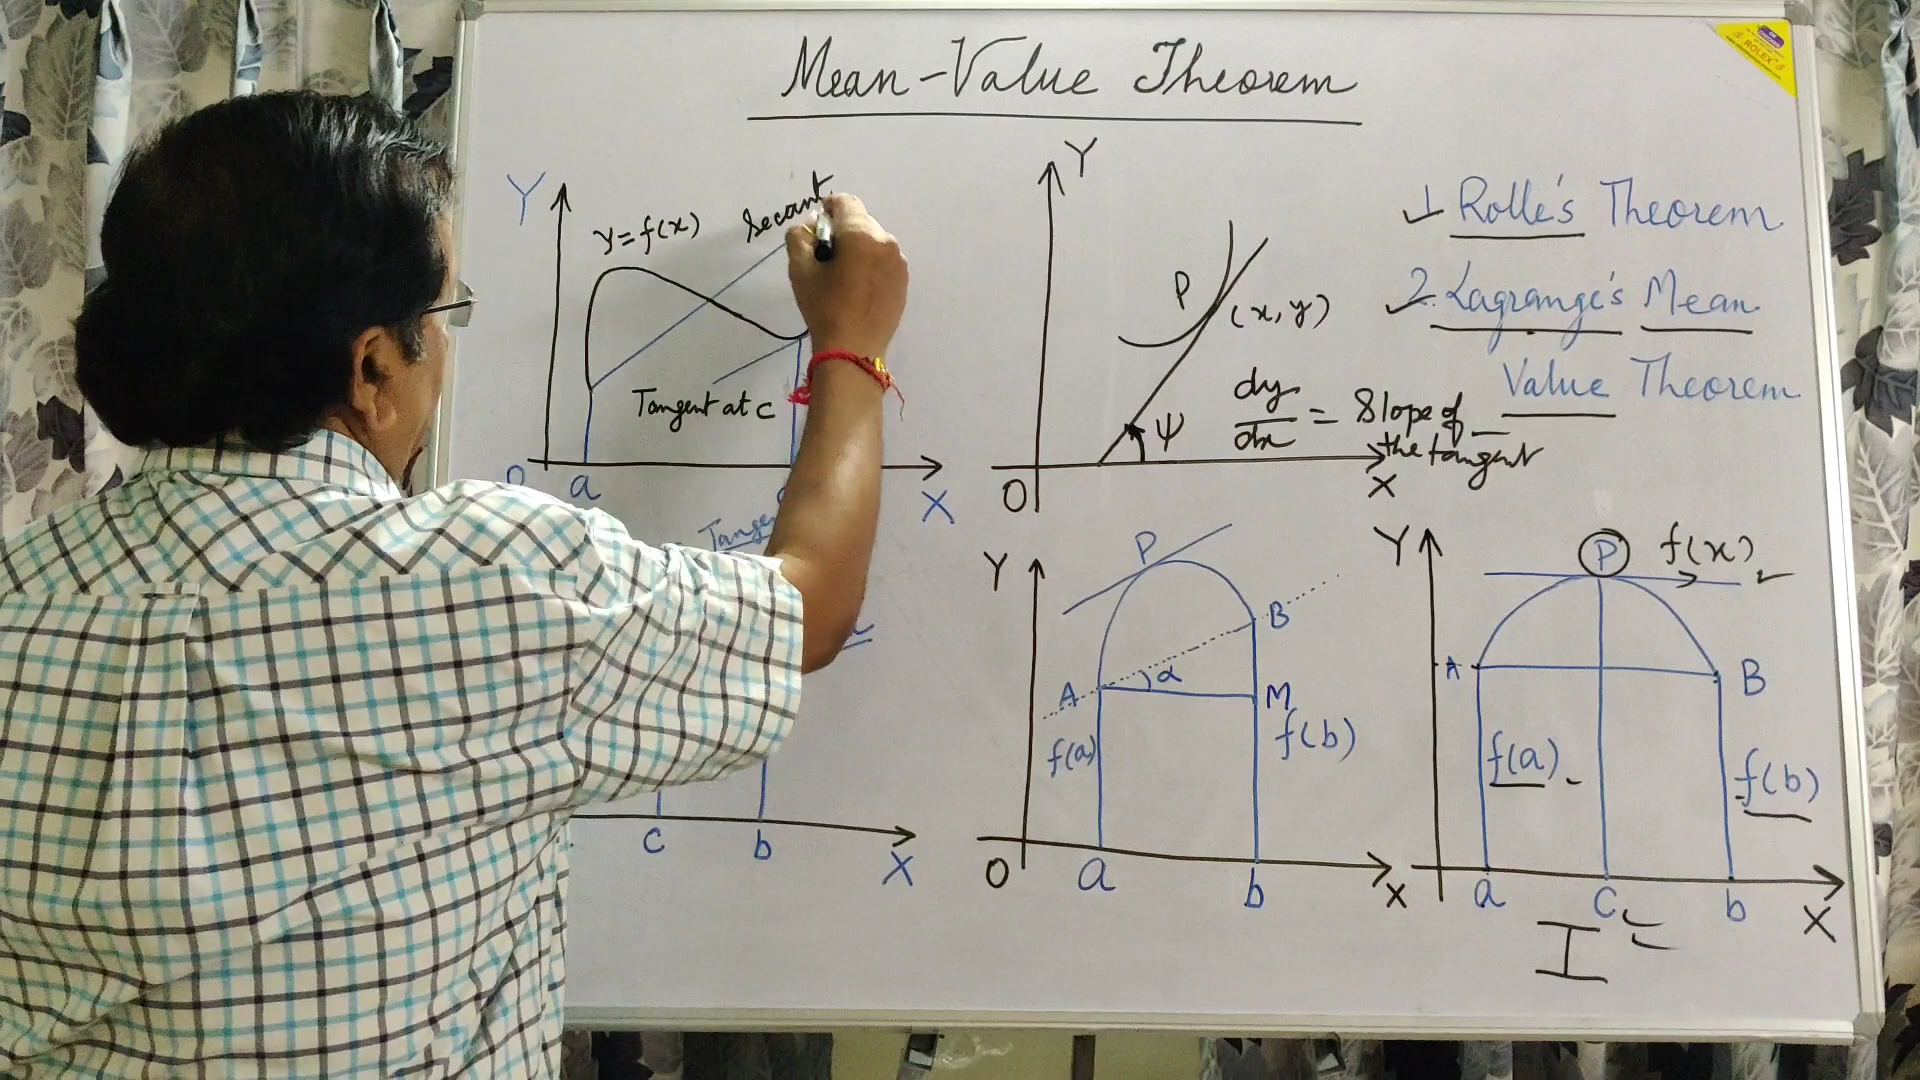 Mean-Value Theorem
ROLEX
Y
y=f(x)
Secant
Tangent at c
a
X
c
b
X
Y
P
(x, y)
ψ
dy/dx = Slope of
the tangent
O
X
1 Rolle's Theorem
2. Lagrange's Mean
Value Theorem
Y
P
B
A
α
M
f(a)
f(b)
O
a
b
X
Y
P
f(x)
A
B
f(a)
f(b)
a
c
b
X
I